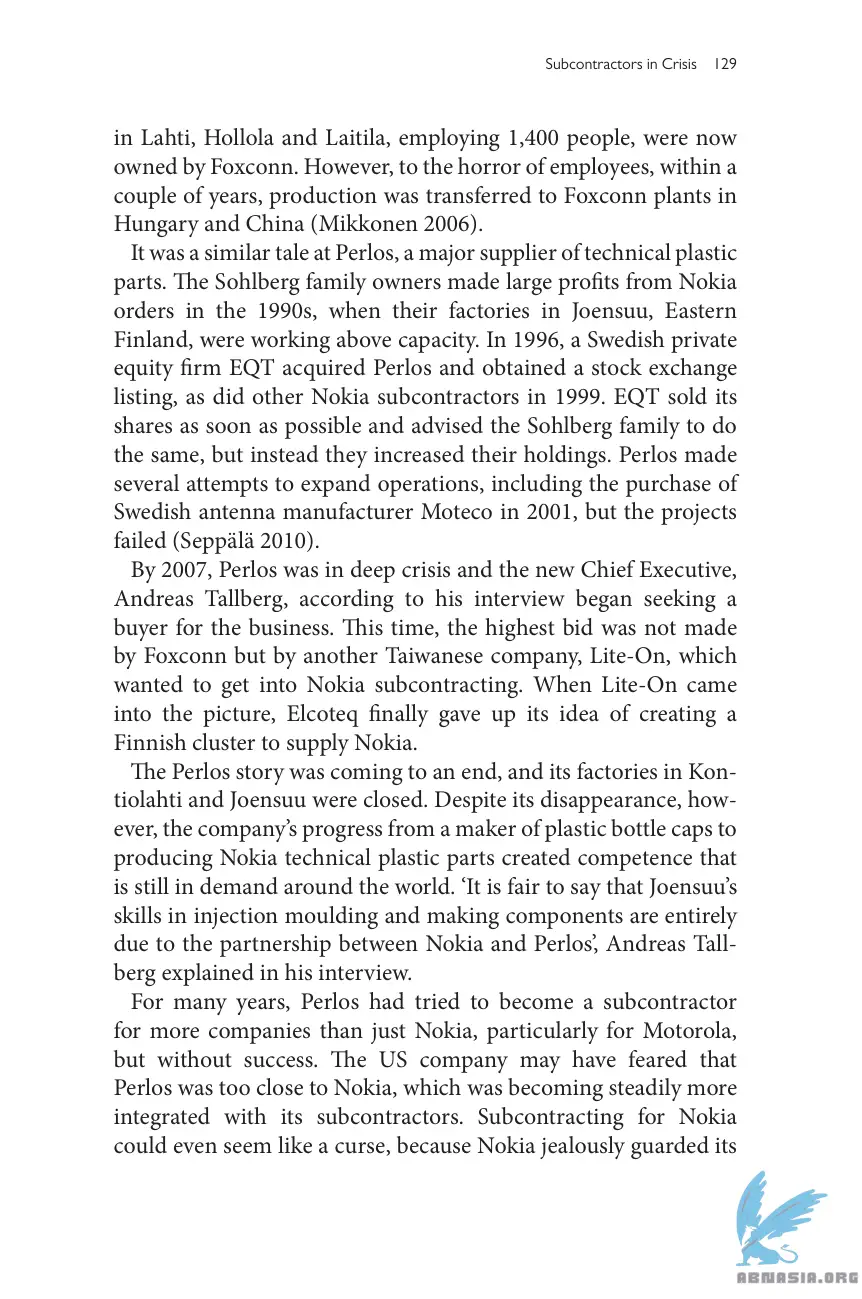 Subcontractors in Crisis 129
in Lahti, Hollola and Laitila, employing 1,400 people, were now
owned by Foxconn. However, to the horror of employees, within a
couple of years, production was transferred to Foxconn plants in
Hungary and China (Mikkonen 2006).
It was a similar tale at Perlos, a major supplier of technical plastic
parts. The Sohlberg family owners made large profits from Nokia
orders in the 1990s, when their factories in Joensuu, Eastern
Finland, were working above capacity. In 1996, a Swedish private
equity firm EQT acquired Perlos and obtained a stock exchange
listing, as did other Nokia subcontractors in 1999. EQT sold its
shares as soon as possible and advised the Sohlberg family to do
the same, but instead they increased their holdings. Perlos made
several attempts to expand operations, including the purchase of
Swedish antenna manufacturer Moteco in 2001, but the projects
failed (Seppälä 2010).
By 2007, Perlos was in deep crisis and the new Chief Executive,
Andreas Tallberg, according to his interview began seeking a
buyer for the business. This time, the highest bid was not made
by Foxconn but by another Taiwanese company, Lite-On, which
wanted to get into Nokia subcontracting. When Lite-On came
into the picture, Elcoteq finally gave up its idea of creating a
Finnish cluster to supply Nokia.
The Perlos story was coming to an end, and its factories in Kon-
tiolahti and Joensuu were closed. Despite its disappearance, how-
ever, the company’s progress from a maker of plastic bottle caps to
producing Nokia technical plastic parts created competence that
is still in demand around the world. ‘It is fair to say that Joensuu’s
skills in injection moulding and making components are entirely
due to the partnership between Nokia and Perlos’, Andreas Tall-
berg explained in his interview.
For many years, Perlos had tried to become a subcontractor
for more companies than just Nokia, particularly for Motorola,
but without success. The US company may have feared that
Perlos was too close to Nokia, which was becoming steadily more
integrated with its subcontractors. Subcontracting for Nokia
could even seem like a curse, because Nokia jealously guarded its
ABNASIA.ORG